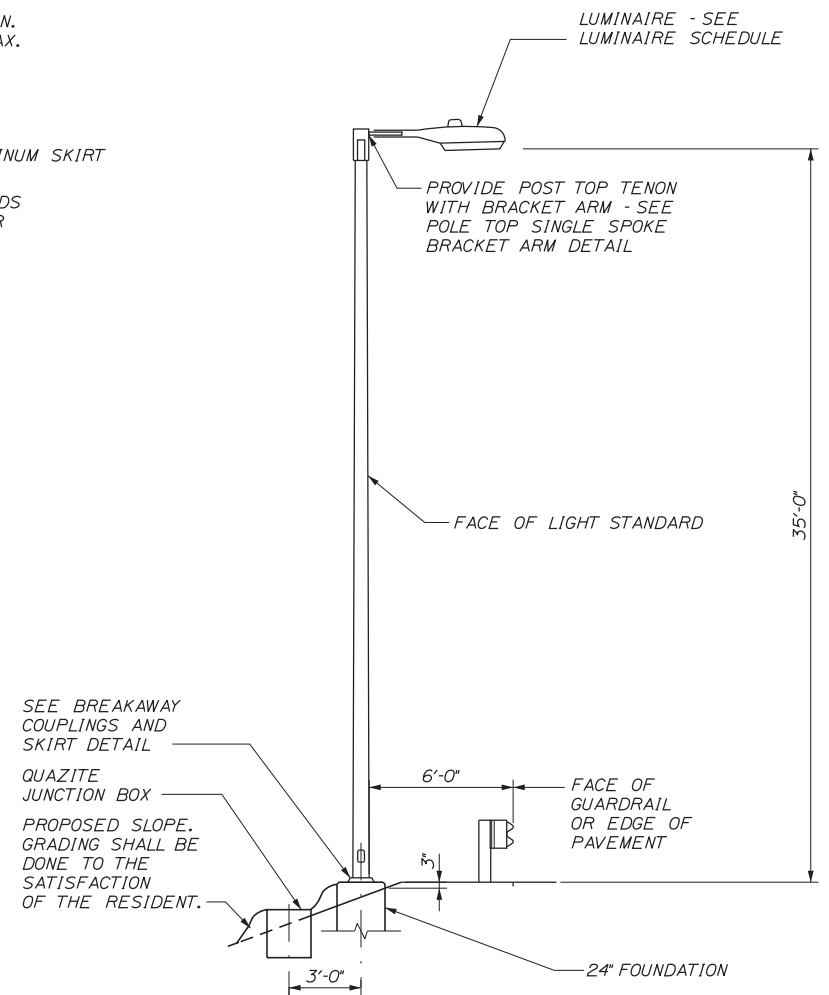 N.
AX.
INUM SKIRT
DS
R
LUMINAIRE - SEE
LUMINAIRE SCHEDULE
PROVIDE POST TOP TENON
WITH BRACKET ARM - SEE
POLE TOP SINGLE SPOKE
BRACKET ARM DETAIL
35'-0"
FACE OF LIGHT STANDARD
SEE BREAKAWAY
COUPLINGS AND
SKIRT DETAIL
QUAZITE
JUNCTION BOX
PROPOSED SLOPE.
GRADING SHALL BE
DONE TO THE
SATISFACTION
OF THE RESIDENT.
6'-0"
FACE OF
GUARDRAIL
OR EDGE OF
PAVEMENT
3"
24" FOUNDATION
3'-0"